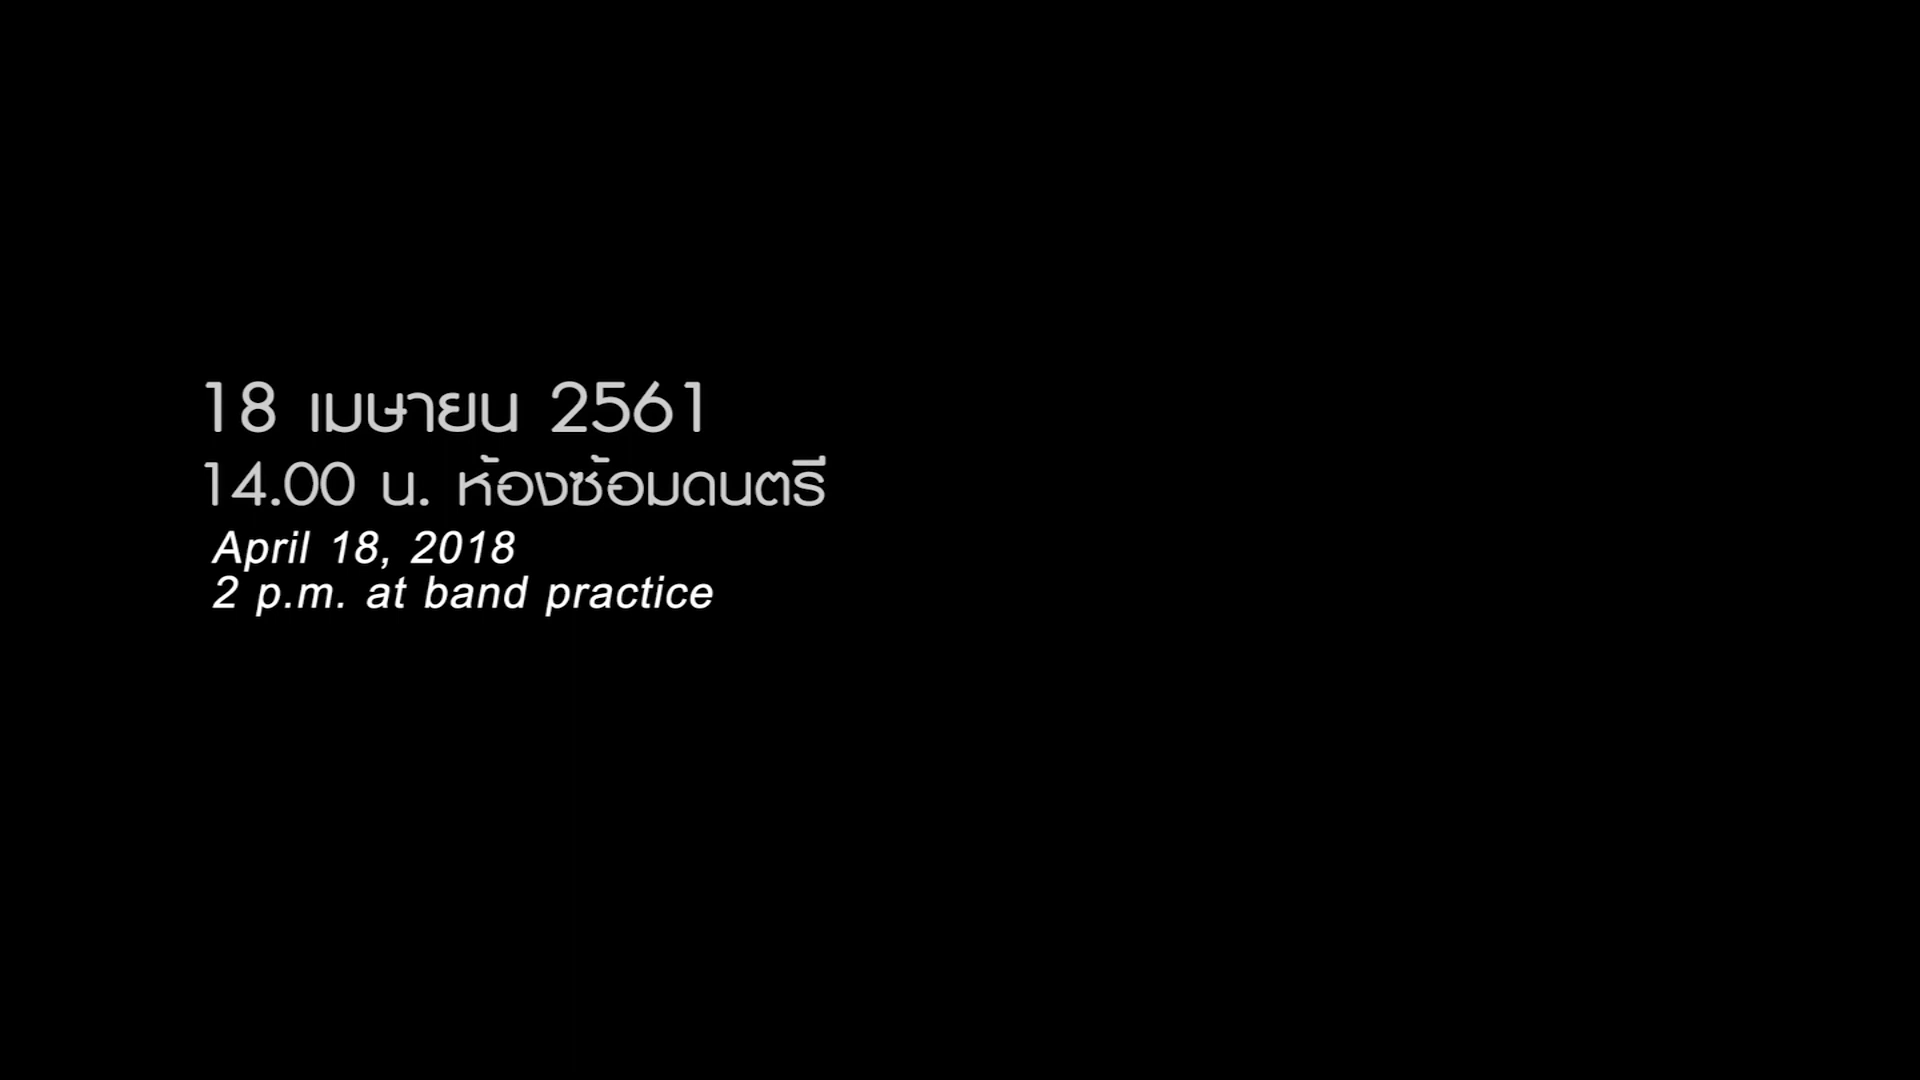 18 เมษายน 2561
14.00 น. ห้องซ้อมดนตรี
April 18, 2018
2 p.m. at band practice